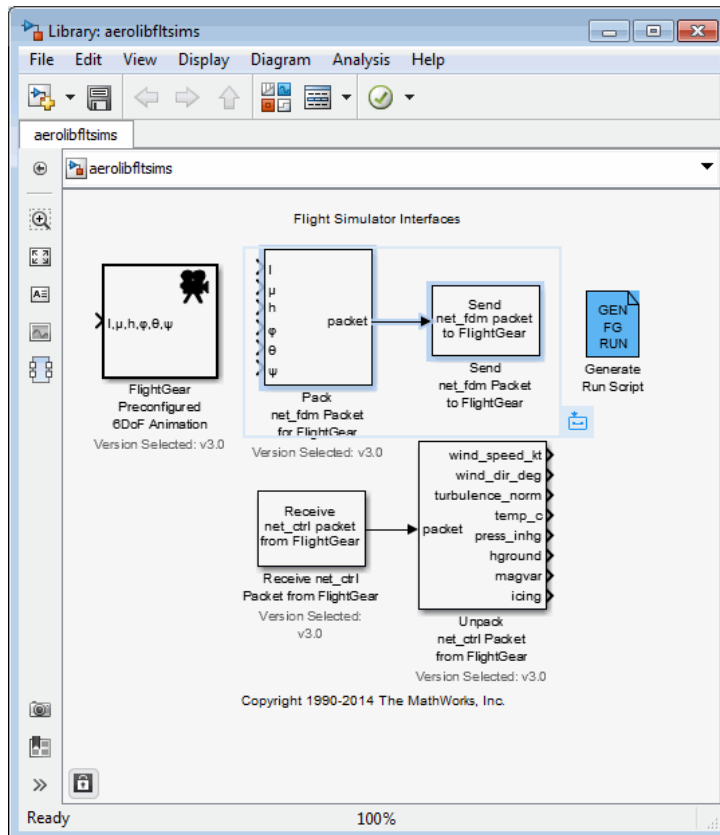 Library: aerolibfltsims
File Edit View Display Diagram Analysis Help
aerolibfltsims
aerolibfltsims
Flight Simulator Interfaces
l,μ,h,φ,θ,ψ
FlightGear
Preconfigured
6DoF Animation
Version Selected: v3.0
l
μ
h
φ
θ
ψ
packet
Pack
net_fdm Packet
for FlightGear
Version Selected: v3.0
Send
net_fdm packet
to FlightGear
Send
net_fdm Packet
to FlightGear
GEN
FG
RUN
Generate
Run Script
Receive
net_ctrl packet
from FlightGear
Receive net_ctrl
Packet from FlightGear
Version Selected:
v3.0
packet
wind_speed_kt
wind_dir_deg
turbulence_norm
temp_c
press_inhg
hground
magvar
icing
Unpack
net_ctrl Packet
from FlightGear
Version Selected: v3.0
Copyright 1990-2014 The MathWorks, Inc.
Ready 100%